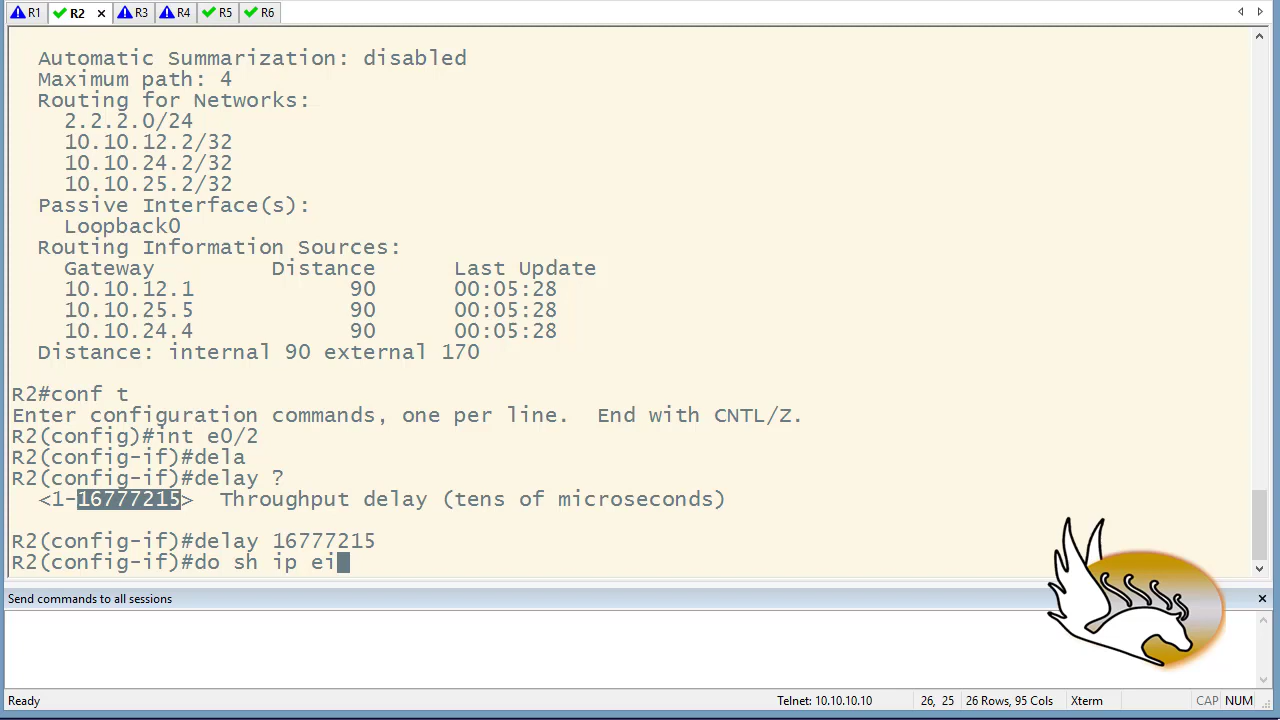 R1 R2 × R3 R4 R5 R6
Automatic Summarization: disabled
Maximum path: 4
Routing for Networks:
2.2.2.0/24
10.10.12.2/32
10.10.24.2/32
10.10.25.2/32
Passive Interface(s):
Loopback0
Routing Information Sources:
Gateway Distance Last Update
10.10.12.1 90 00:05:28
10.10.25.5 90 00:05:28
10.10.24.4 90 00:05:28
Distance: internal 90 external 170
R2#conf t
Enter configuration commands, one per line.  End with CNTL/Z.
R2(config)#int e0/2
R2(config-if)#dela
R2(config-if)#delay ?
<1-16777215>  Throughput delay (tens of microseconds)
R2(config-if)#delay 16777215
R2(config-if)#do sh ip ei
Send commands to all sessions ×
Ready Telnet: 10.10.10.10 26, 25 26 Rows, 95 Cols Xterm CAP NUM